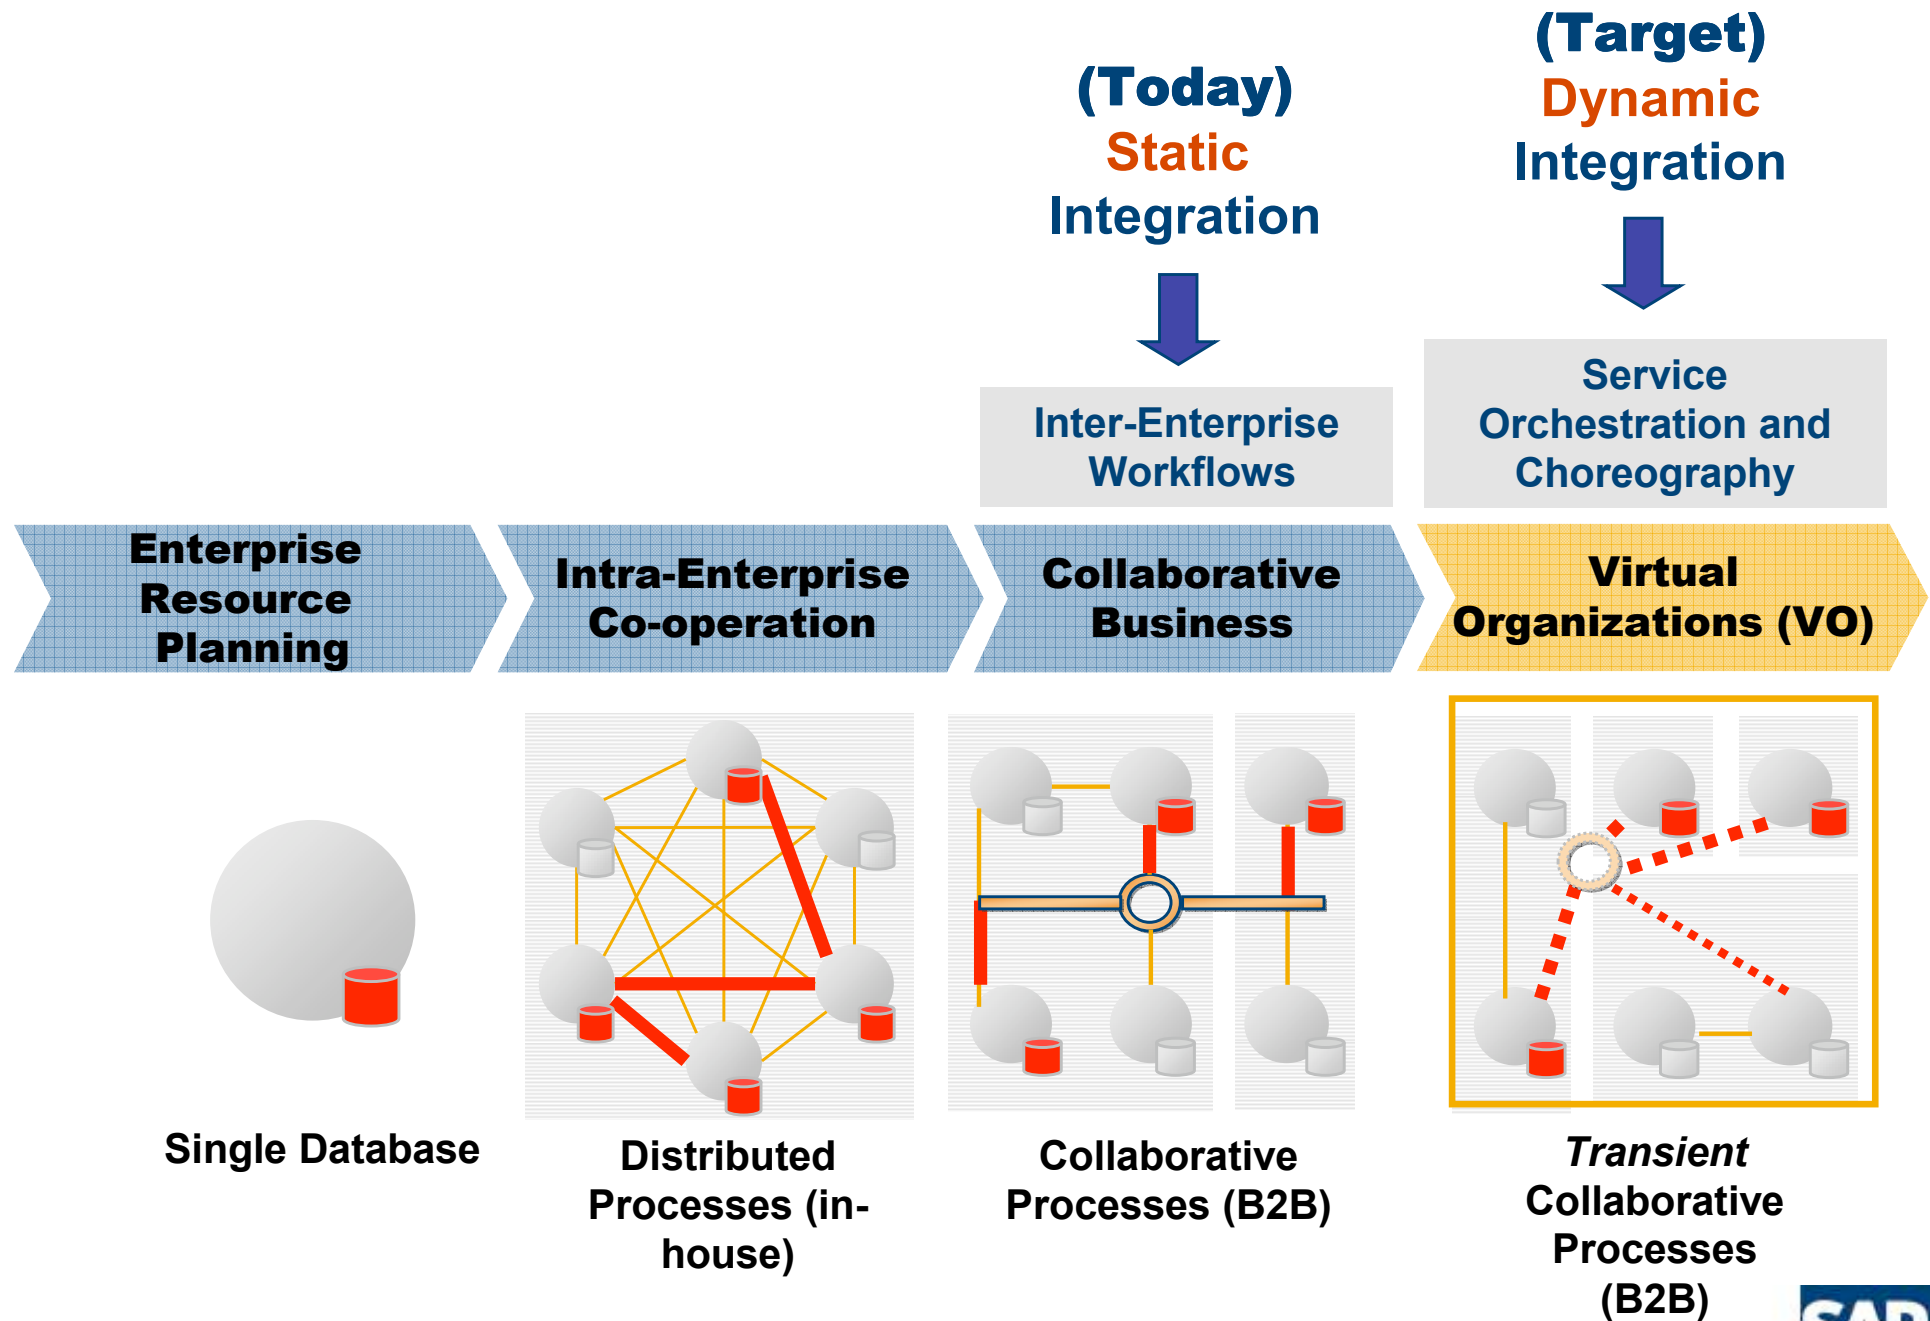 (Target)
Dynamic
Integration
(Today)
Static
Integration
Service
Orchestration and
Choreography
Inter-Enterprise
Workflows
Enterprise
Resource
Planning
Intra-Enterprise
Co-operation
Collaborative
Business
Virtual
Organizations (VO)
Single Database
Distributed
Processes (in-
house)
Collaborative
Processes (B2B)
Transient
Collaborative
Processes
(B2B)
SAP